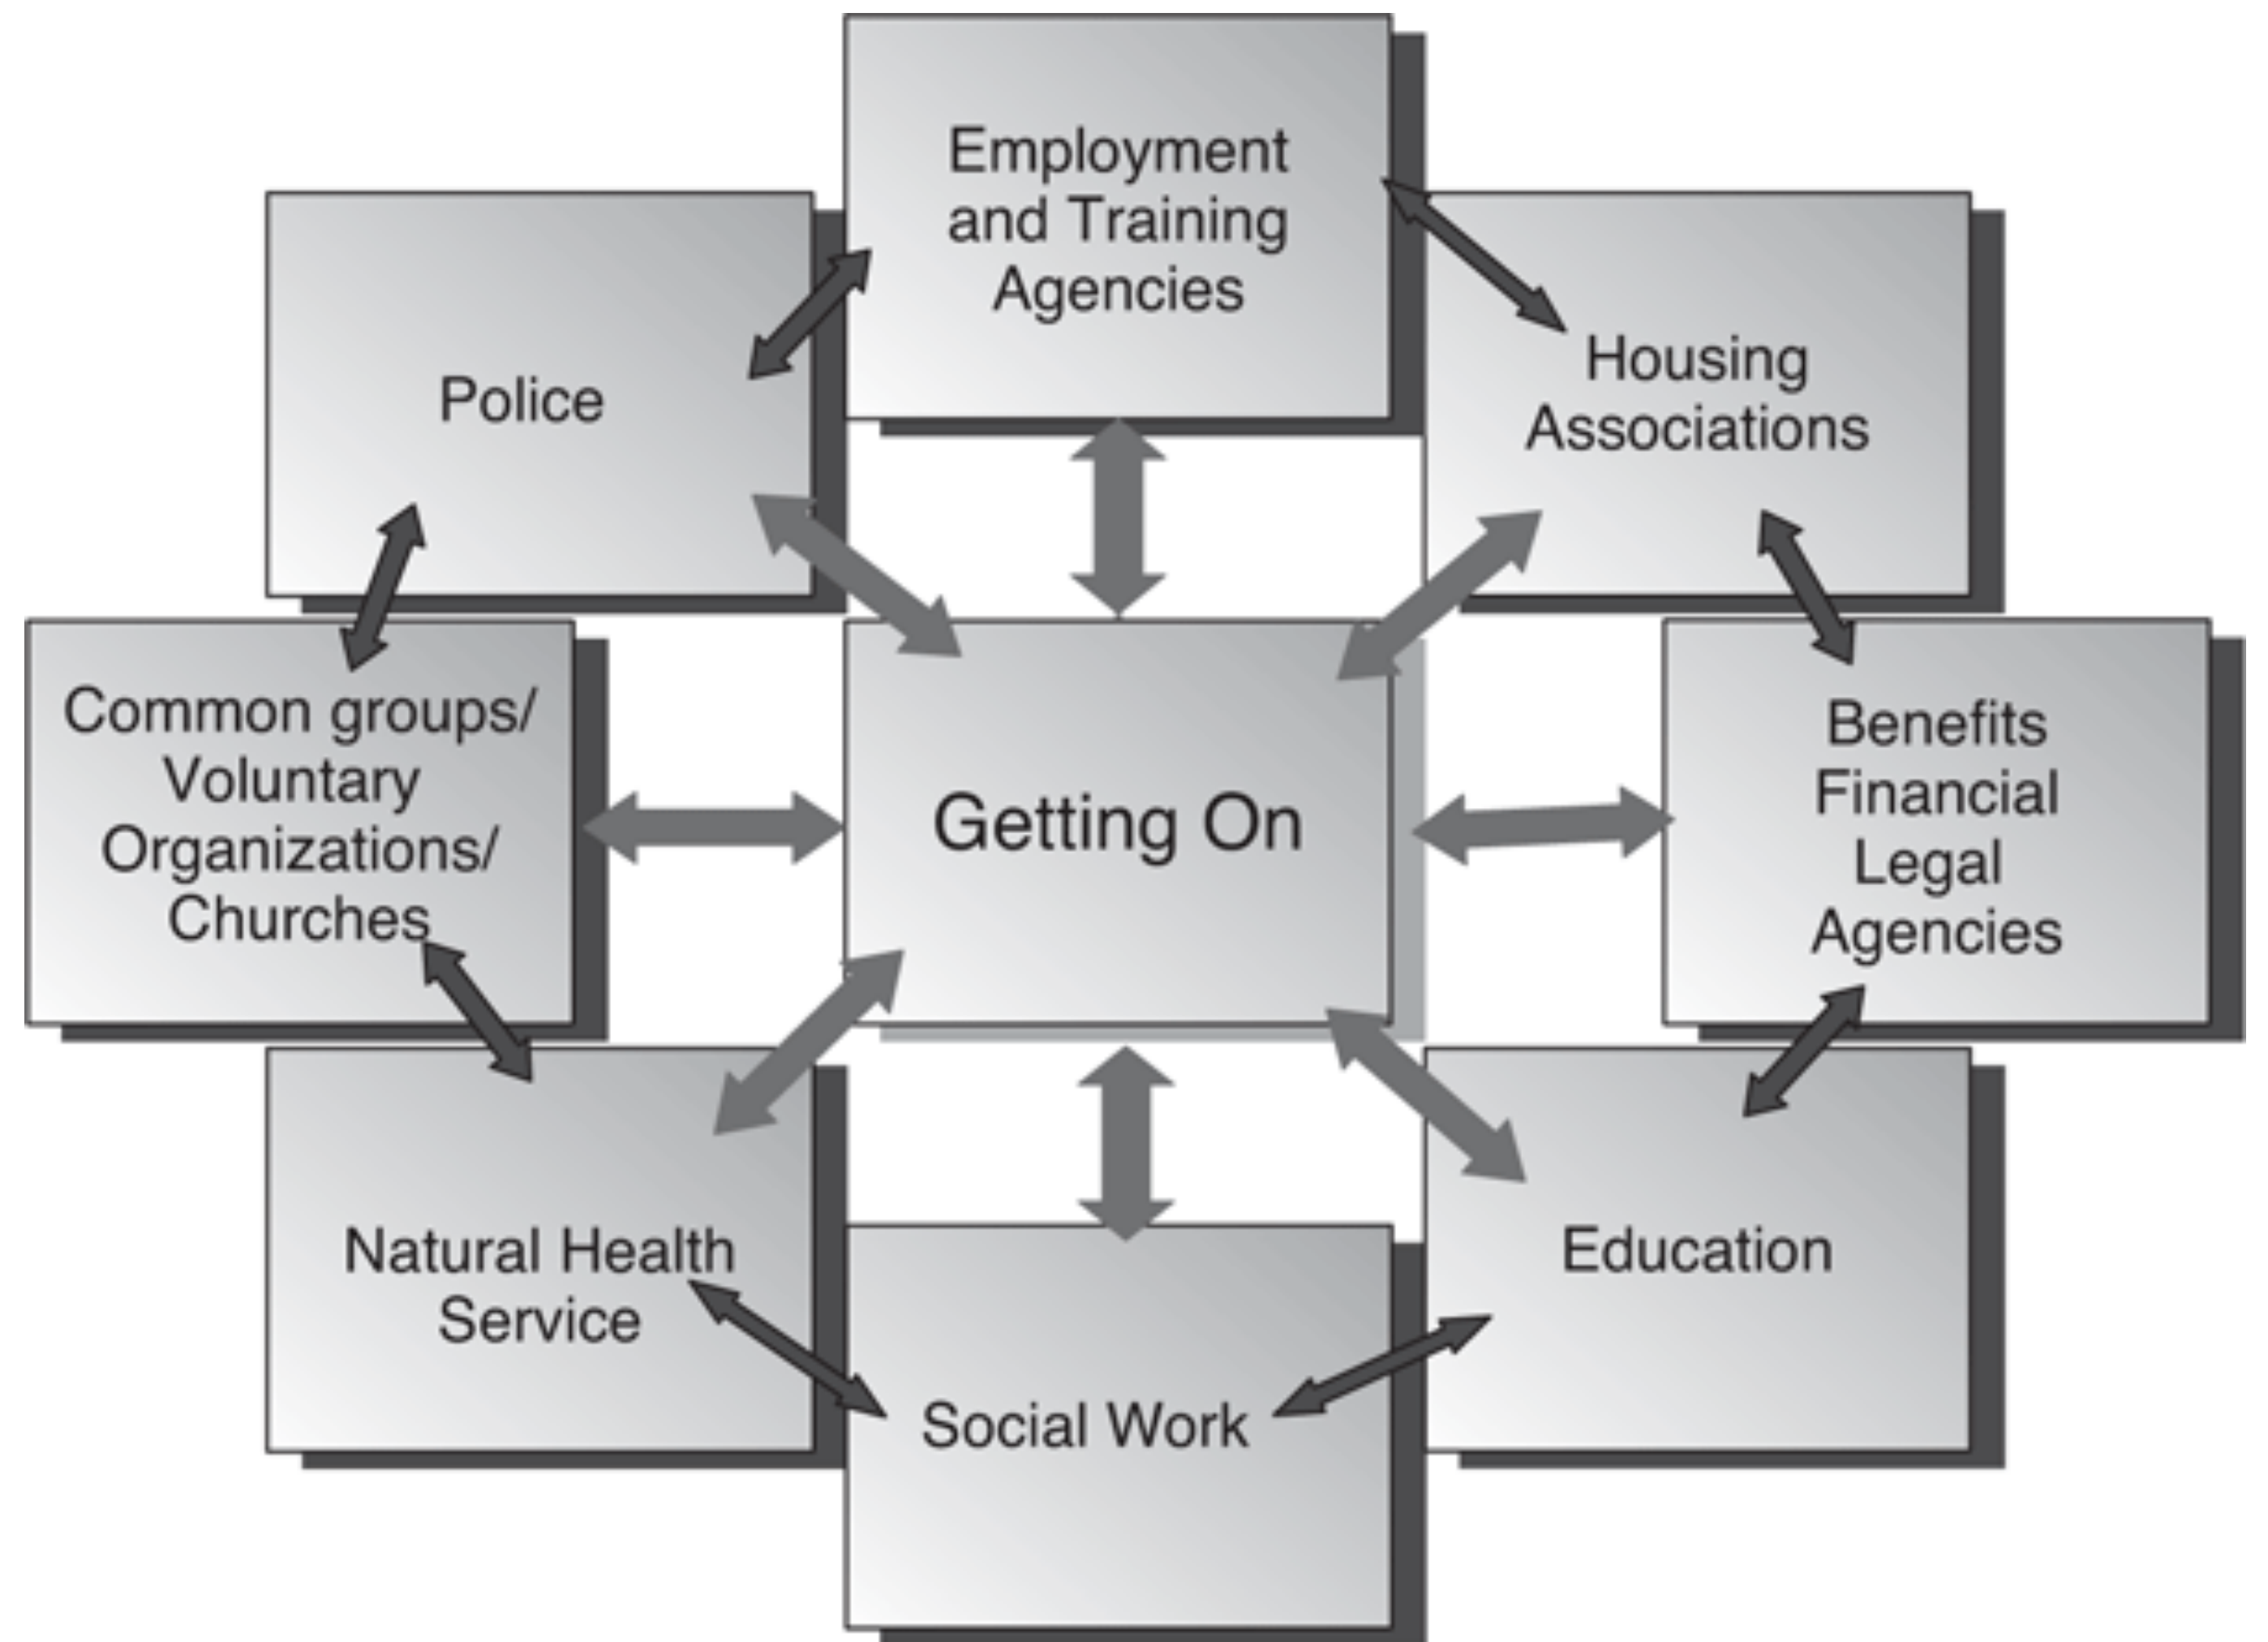 Employment
and Training
Agencies
Police
Housing
Associations
Common groups/
Voluntary
Organizations/
Churches
Getting On
Benefits
Financial
Legal
Agencies
Natural Health
Service
Education
Social Work